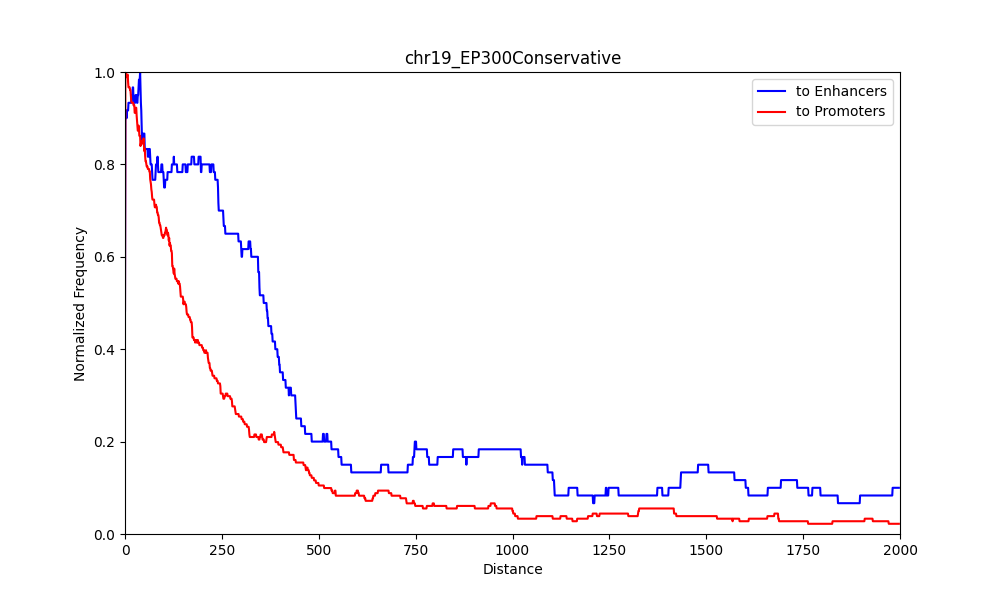 chr19_EP300Conservative
to Enhancers
to Promoters
Normalized Frequency
1.0
0.8
0.6
0.4
0.2
0.0
0 250 500 750 1000 1250 1500 1750 2000
Distance